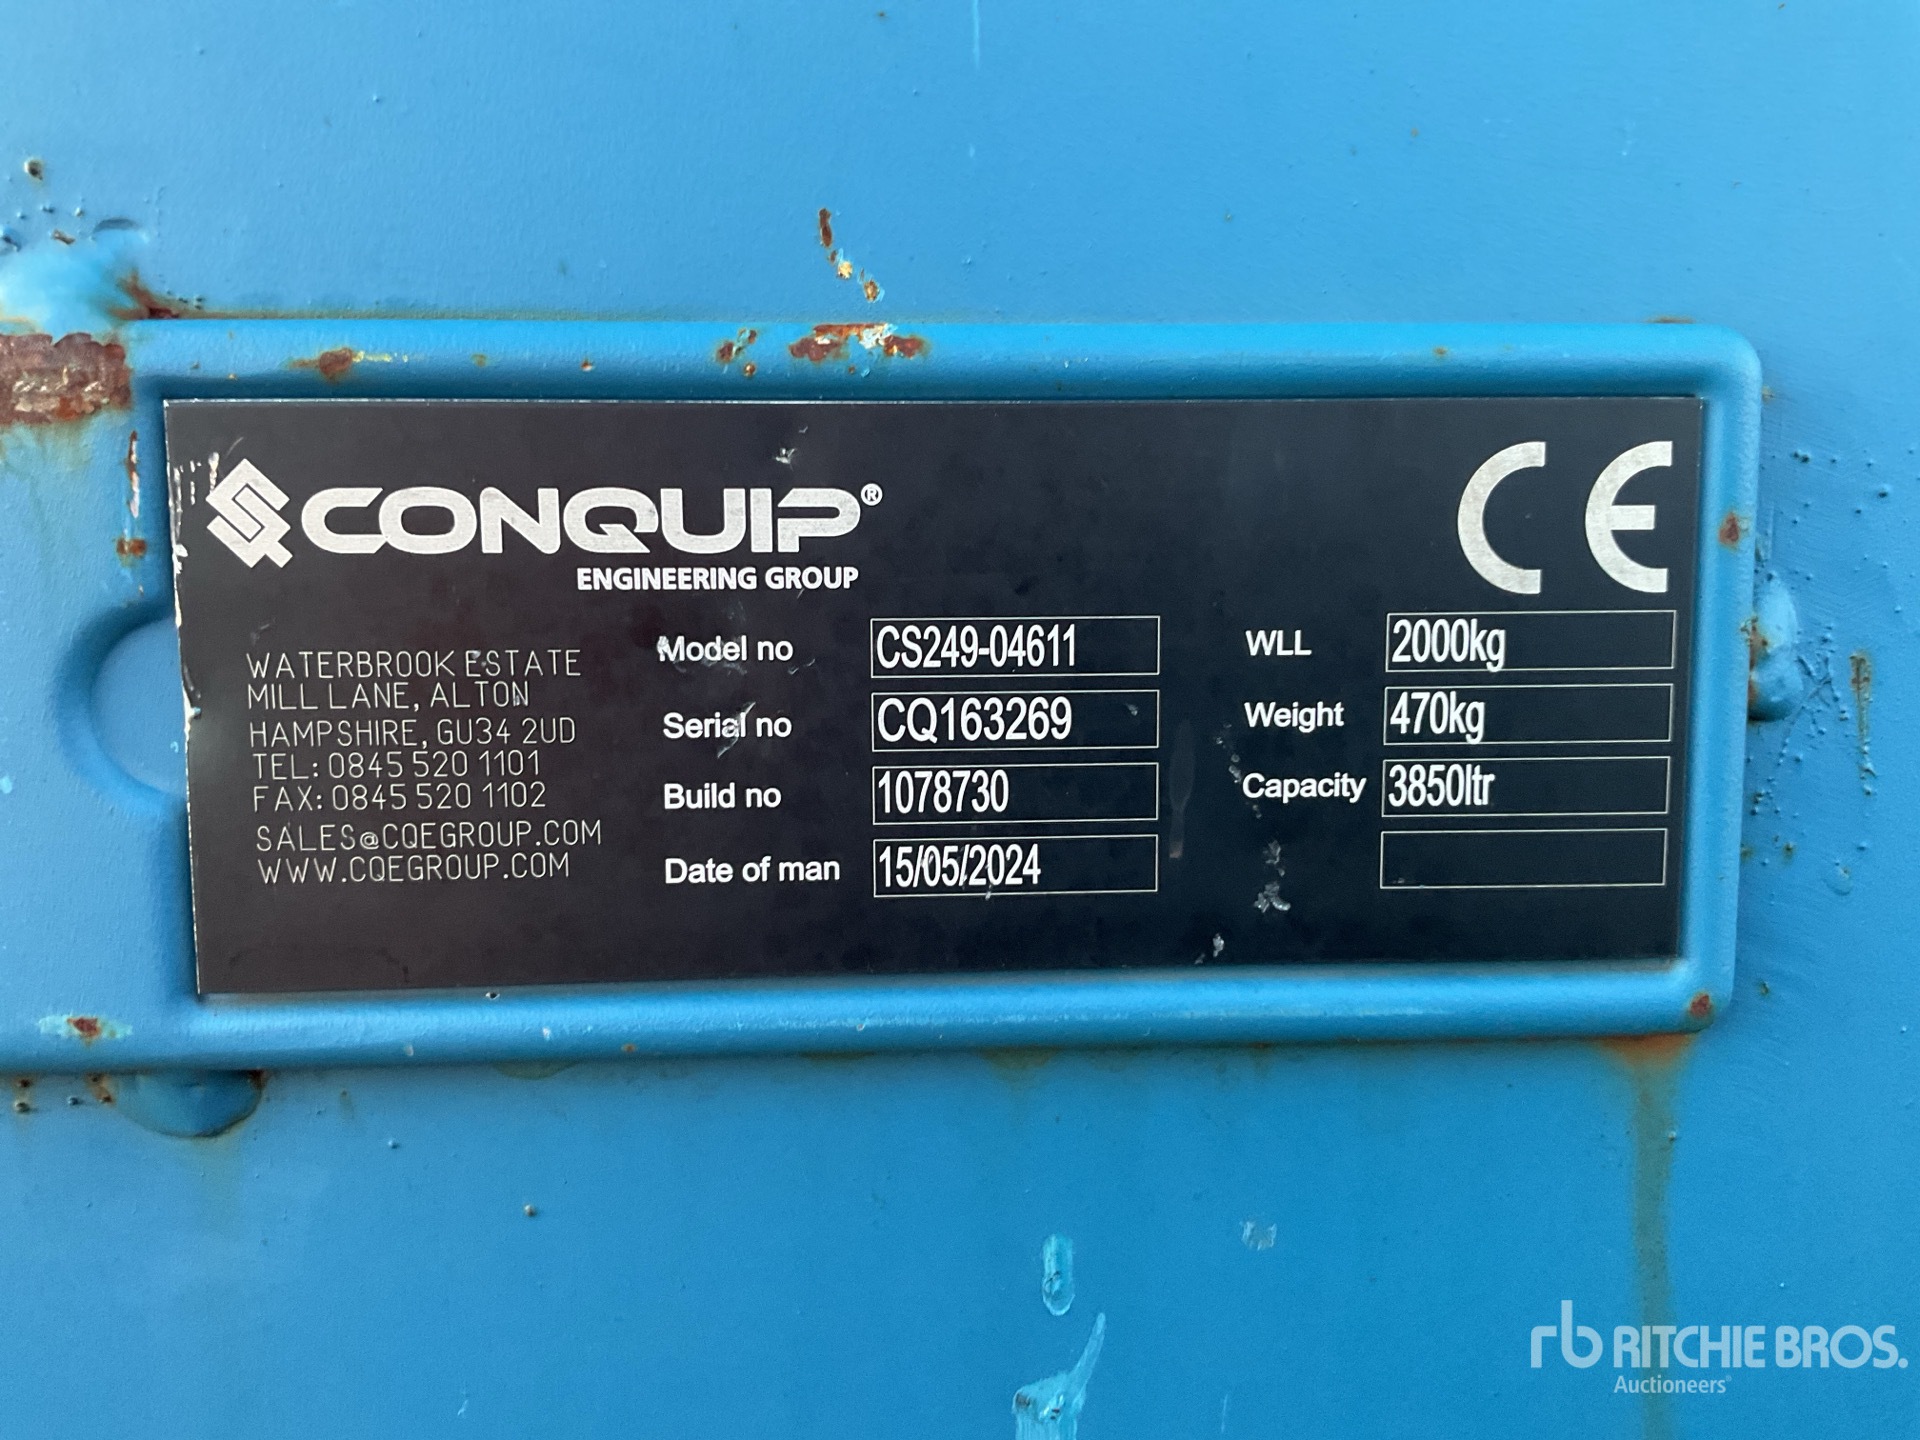 CONQUIP®
ENGINEERING GROUP
CE
WATERBROOK ESTATE
MILL LANE, ALTON
HAMPSHIRE, GU34 2UD
TEL: 0845 520 1101
FAX: 0845 520 1102
SALES@CQEGROUP.COM
WWW.CQEGROUP.COM
Model no CS249-04611
Serial no CQ163269
Build no 1078730
Date of man 15/05/2024
WLL 2000kg
Weight 470kg
Capacity 3850ltr
rb RITCHIE BROS.
Auctioneers®